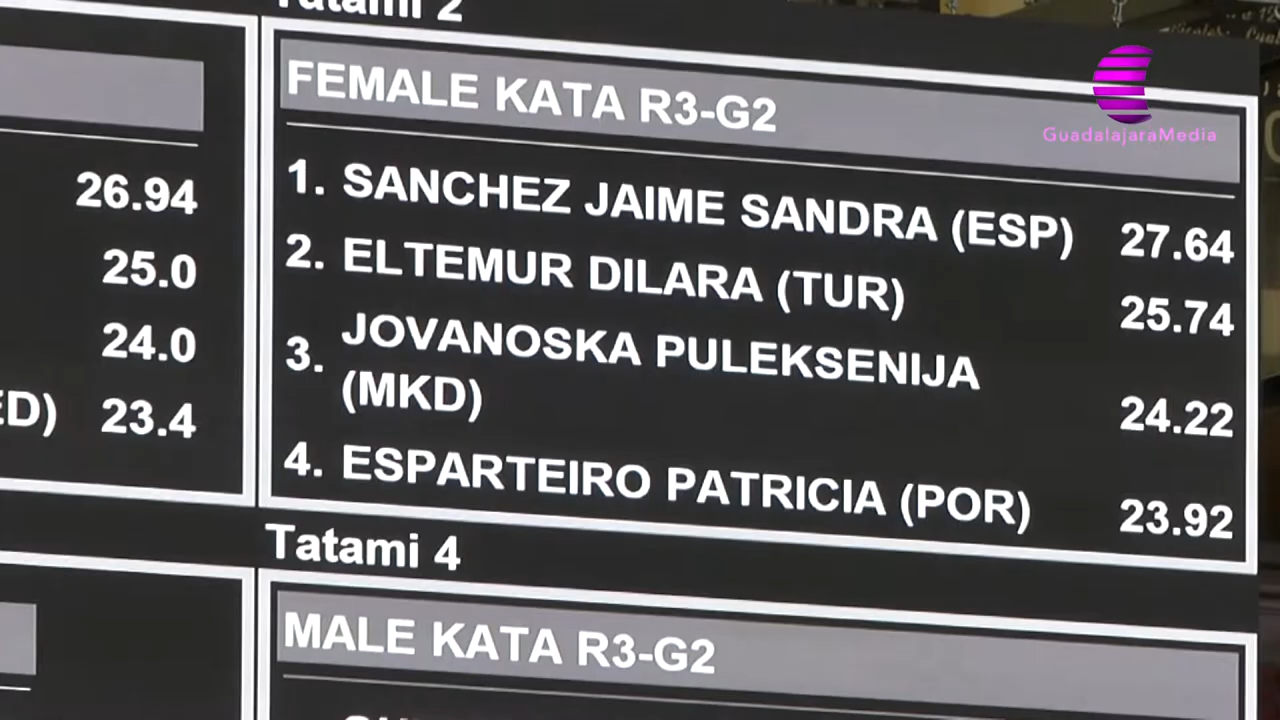 Tatami 2
FEMALE KATA R3-G2
1. SANCHEZ JAIME SANDRA (ESP) 27.64
2. ELTEMUR DILARA (TUR) 25.74
3. JOVANOSKA PULEKSENIJA
(MKD) 24.22
4. ESPARTEIRO PATRICIA (POR) 23.92
26.94
25.0
24.0
ED) 23.4
Tatami 4
MALE KATA R3-G2
GuadalajaraMedia